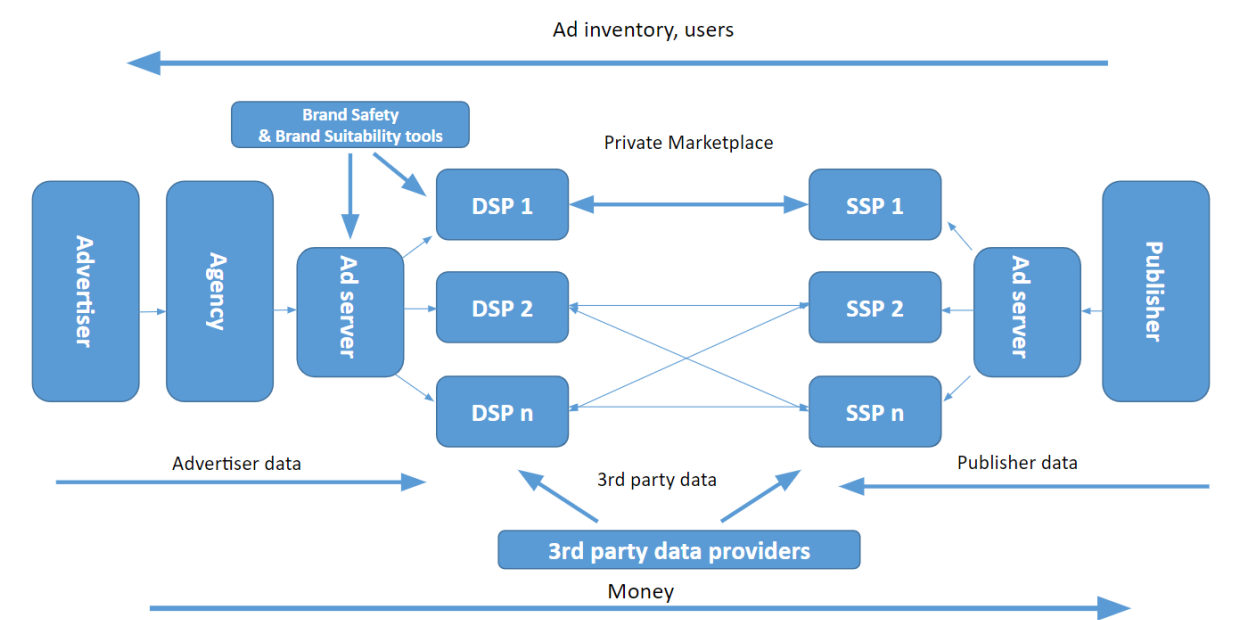 Ad inventory, users
Brand Safety
& Brand Suitability tools
Private Marketplace
Advertiser
Agency
Ad server
DSP 1
DSP 2
DSP n
SSP 1
SSP 2
SSP n
Ad server
Publisher
Advertiser data
3rd party data
Publisher data
3rd party data providers
Money